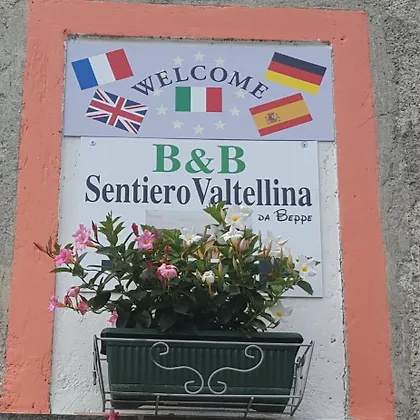 WELCOME
B&B
Sentiero Valtellina
DA BEPPE